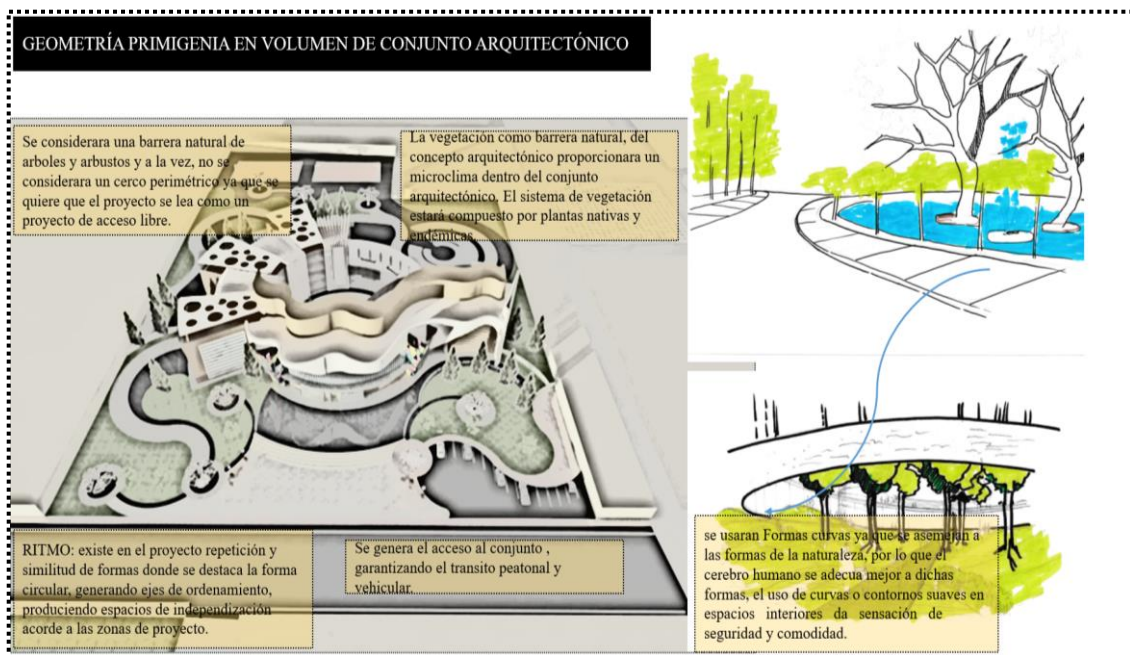 GEOMETRÍA PRIMIGENIA EN VOLUMEN DE CONJUNTO ARQUITECTÓNICO
Se considerara una barrera natural de
arboles y arbustos y a la vez, no se
considerara un cerco perimétrico ya que se
quiere que el proyecto se lea como un
proyecto de acceso libre.
La vegetación como barrera natural, del
concepto arquitectónico proporcionara un
microclima dentro del conjunto
arquitectónico. El sistema de vegetación
estará compuesto por plantas nativas y
endémicas.
RITMO: existe en el proyecto repetición y
similitud de formas donde se destaca la forma
circular, generando ejes de ordenamiento,
produciendo espacios de independización
acorde a las zonas de proyecto.
Se genera el acceso al conjunto ,
garantizando el transito peatonal y
vehicular.
se usaran Formas curvas ya que se asemejan a
las formas de la naturaleza, por lo que el
cerebro humano se adecua mejor a dichas
formas, el uso de curvas o contornos suaves en
espacios interiores da sensación de
seguridad y comodidad.